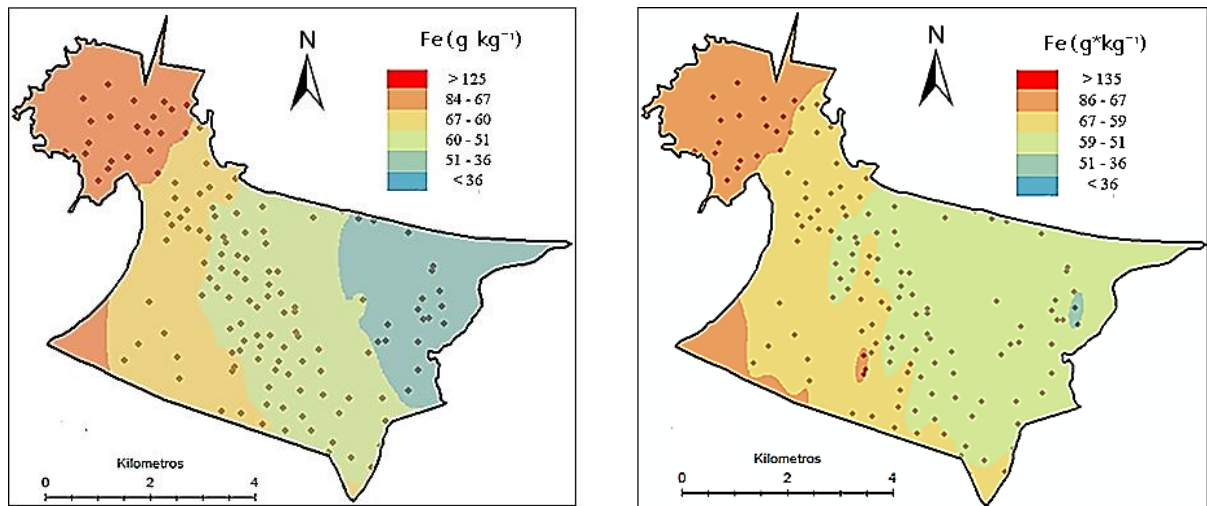 N
Fe (g kg⁻¹)
> 125
84 - 67
67 - 60
60 - 51
51 - 36
< 36
Kilometros
0 2 4
N
Fe (g*kg⁻¹)
> 135
86 - 67
67 - 59
59 - 51
51 - 36
< 36
Kilometros
0 2 4